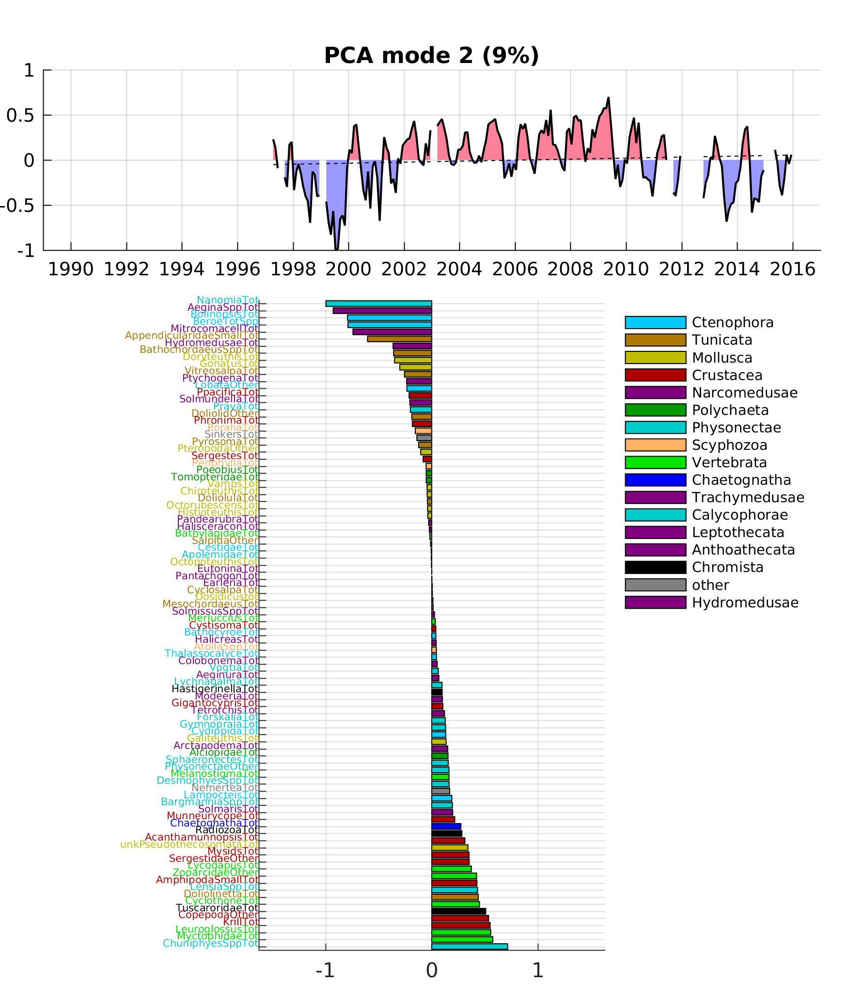 PCA mode 2 (9%)
1
0.5
0
-0.5
-1
1990 1992 1994 1996 1998 2000 2002 2004 2006 2008 2010 2012 2014 2016
NanomiaTot
AeginaSppTot
BolinopsisTot
BeroeTotSpp
MitrocomacellTot
AppendicularidaeSmallTot
HydromedusaeTot
BathochordaeusSppTot
DoryteuthisTot
GonatusTot
VitreosalpaTot
PtychogenaTot
LobataOther
PpacificaTot
SolmundellaTot
PrayaTot
DoliolidOther
PhronimaTot
PoraliaTot
SinkersTot
PyrosomaTot
PteropodaOther
SergestesTot
PeriphyllaTot
PoeobiusTot
TomopteridaeTot
VampsTot
ChiroteuthisTot
DoliolulaTot
OctorubescensTot
HistioteuthisTot
PandearubraTot
HalisceraconTot
BathylagidaeTot
SalpidaOther
CestidaeTot
ApolemidaeTot
OctopoteuthisTot
EutoninaTot
PantachogonTot
EarleriaTot
CyclosalpaTot
Dosidicustot
MesochordaeusTot
SolmissusSppTot
MerlucciusTot
CystisomaTot
BathocyroeTot
HalicreasTot
AtollaSppTot
ThalassocalyceTot
ColobonemaTot
VogtiaTot
AeginuraTot
LychnagalmaTot
HastigerinellaTot
ModeeriaTot
GigantocyprisTot
TetrorchisTot
ForskaliaTot
GymnopraiaTot
CydippidaTot
GaliteuthisTot
ArctapodemaTot
AlciopidaeTot
SphaeronectesTot
PhysonectaeOther
MelanostigmaTot
DesmophyesSppTot
NemerteaTot
LampocteisTot
BargmanniaSppTot
SolmarisTot
MunneurycopeTot
ChaetognathaTot
RadiozoaTot
AcanthamunnopsisTot
unkPseudothecosomataTot
MysidsTot
SergestidaeOther
LycodapusTot
ZoarcidaeOther
AmphipodaSmallTot
LensiaSppTot
DoliolinettaTot
CyclothoneTot
TuscaroridaeTot
CopepodaOther
KrillTot
LeuroglossusTot
MyctophidaeTot
ChuniphyesSppTot
-1 0 1
Ctenophora
Tunicata
Mollusca
Crustacea
Narcomedusae
Polychaeta
Physonectae
Scyphozoa
Vertebrata
Chaetognatha
Trachymedusae
Calycophorae
Leptothecata
Anthoathecata
Chromista
other
Hydromedusae